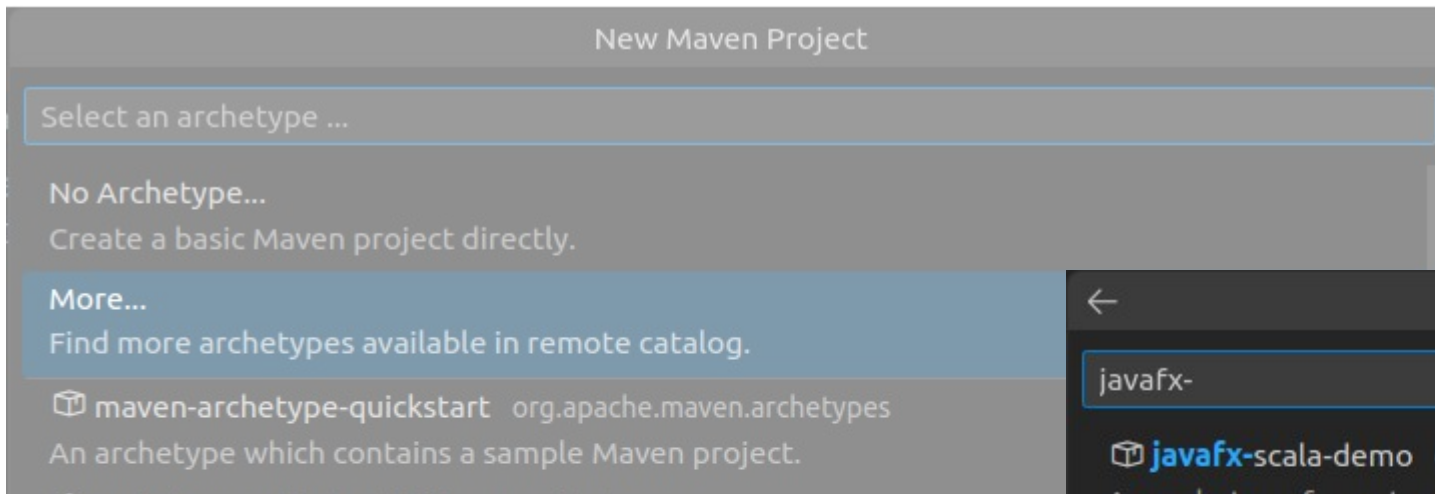 New Maven Project
Select an archetype ...
No Archetype...
Create a basic Maven project directly.
More...
Find more archetypes available in remote catalog.
maven-archetype-quickstart org.apache.maven.archetypes
An archetype which contains a sample Maven project.
javafx-
javafx-scala-demo